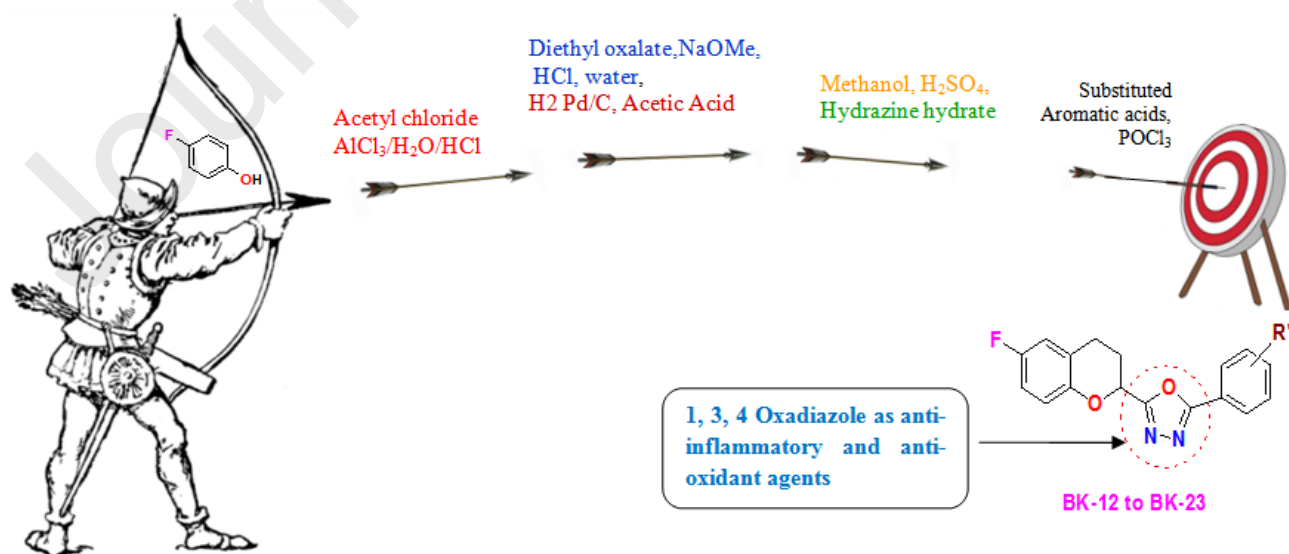 Jour
F
OH
Acetyl chloride
AlCl₃/H₂O/HCl
Diethyl oxalate,NaOMe,
HCl, water,
H2 Pd/C, Acetic Acid
Methanol, H₂SO₄,
Hydrazine hydrate
Substituted
Aromatic acids,
POCl₃
1, 3, 4 Oxadiazole as anti-
inflammatory and anti-
oxidant agents
F
R'
O
O
N
N
BK-12 to BK-23